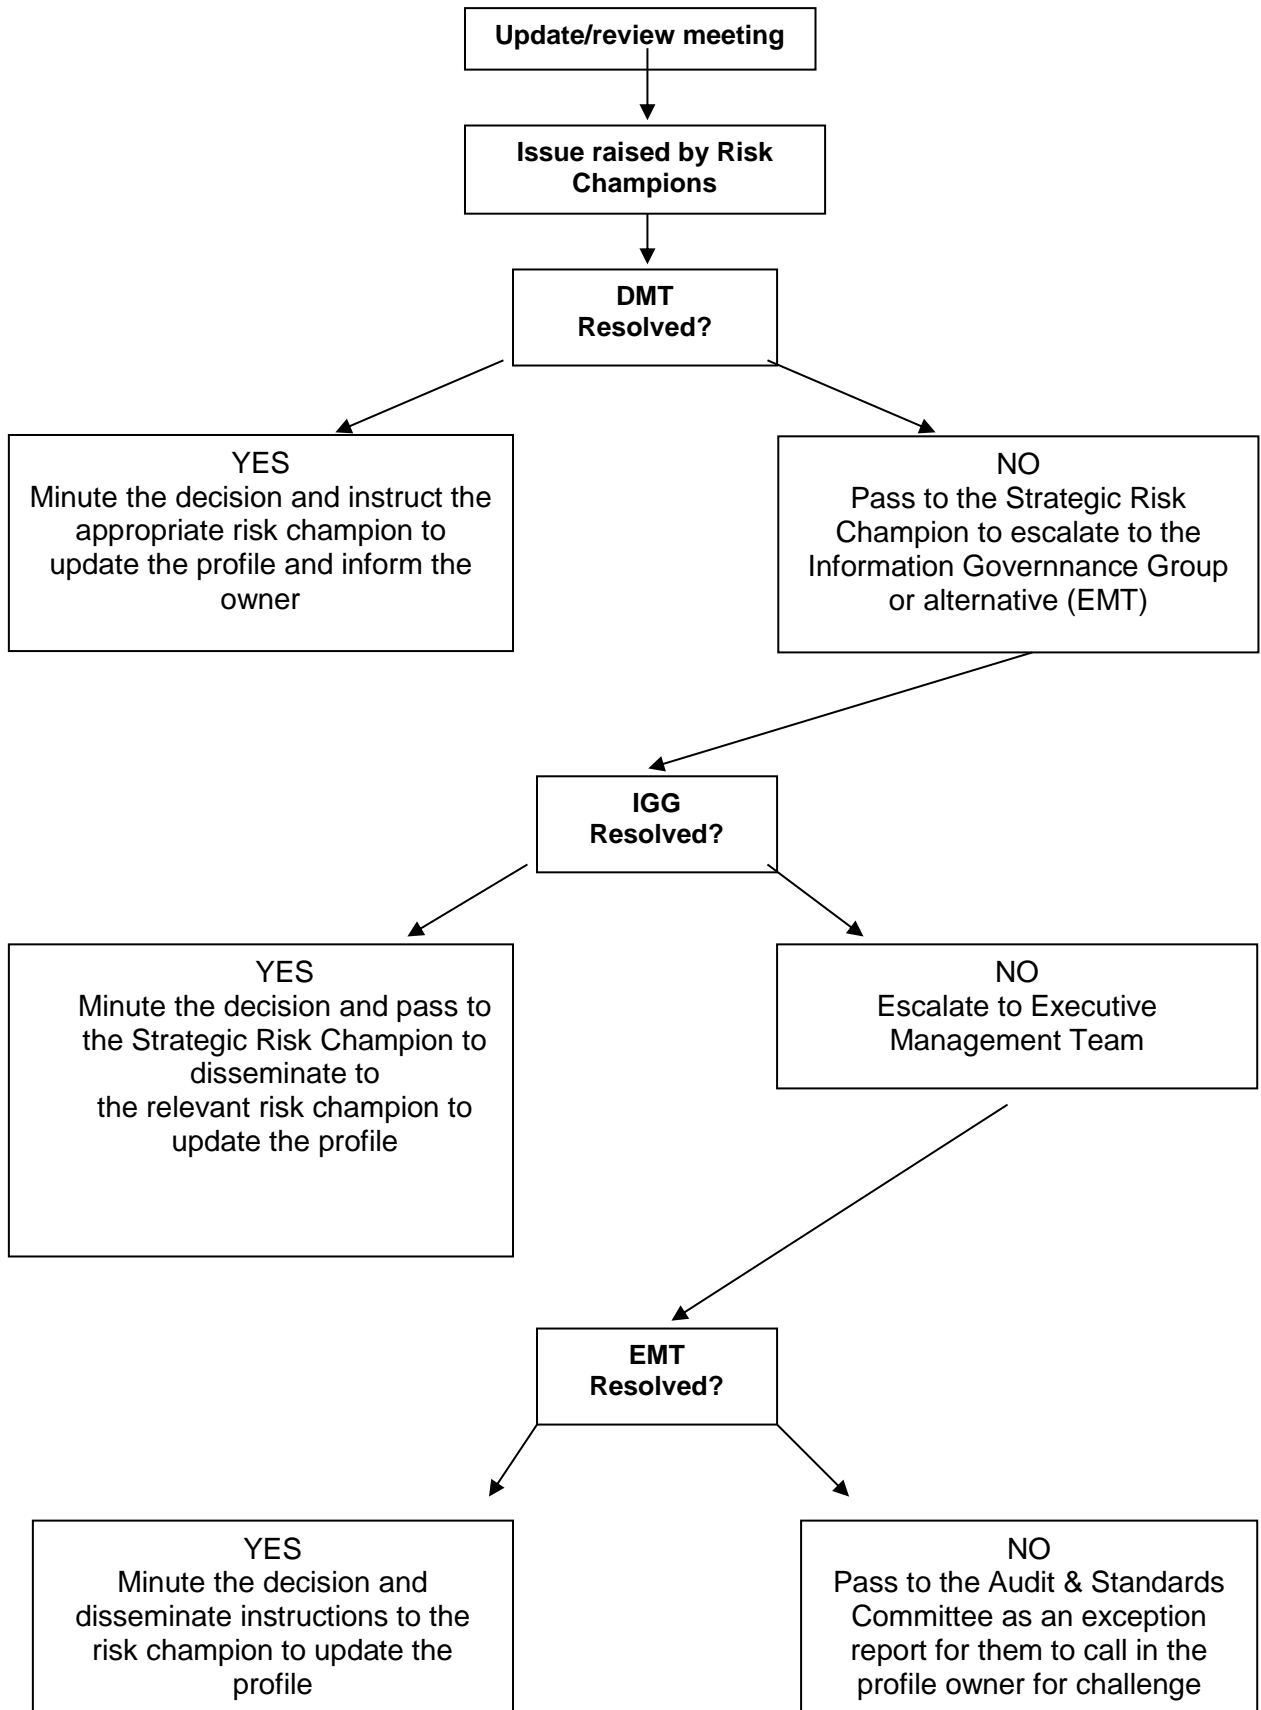 Update/review meeting
Issue raised by Risk
Champions
DMT
Resolved?
YES
Minute the decision and instruct the
appropriate risk champion to
update the profile and inform the
owner
NO
Pass to the Strategic Risk
Champion to escalate to the
Information Governnance Group
or alternative (EMT)
IGG
Resolved?
YES
Minute the decision and pass to
the Strategic Risk Champion to
disseminate to
the relevant risk champion to
update the profile
NO
Escalate to Executive
Management Team
EMT
Resolved?
YES
Minute the decision and
disseminate instructions to the
risk champion to update the
profile
NO
Pass to the Audit & Standards
Committee as an exception
report for them to call in the
profile owner for challenge